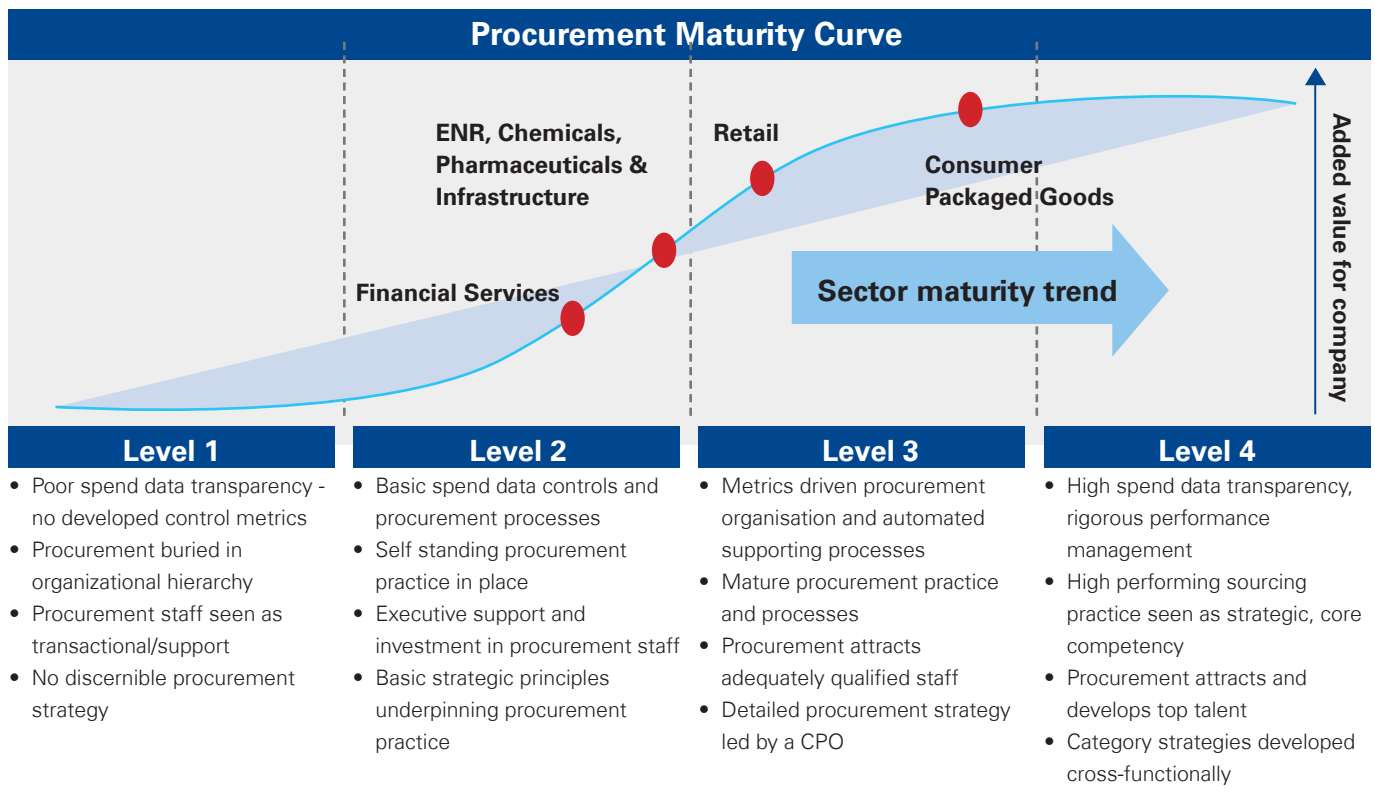 Procurement Maturity Curve
ENR, Chemicals,
Pharmaceuticals &
Infrastructure
Retail
Consumer
Packaged Goods
Financial Services
Sector maturity trend
Added value for company
Level 1
• Poor spend data transparency -
no developed control metrics
• Procurement buried in
organizational hierarchy
• Procurement staff seen as
transactional/support
• No discernible procurement
strategy
Level 2
• Basic spend data controls and
procurement processes
• Self standing procurement
practice in place
• Executive support and
investment in procurement staff
• Basic strategic principles
underpinning procurement
practice
Level 3
• Metrics driven procurement
organisation and automated
supporting processes
• Mature procurement practice
and processes
• Procurement attracts
adequately qualified staff
• Detailed procurement strategy
led by a CPO
Level 4
• High spend data transparency,
rigorous performance
management
• High performing sourcing
practice seen as strategic, core
competency
• Procurement attracts and
develops top talent
• Category strategies developed
cross-functionally